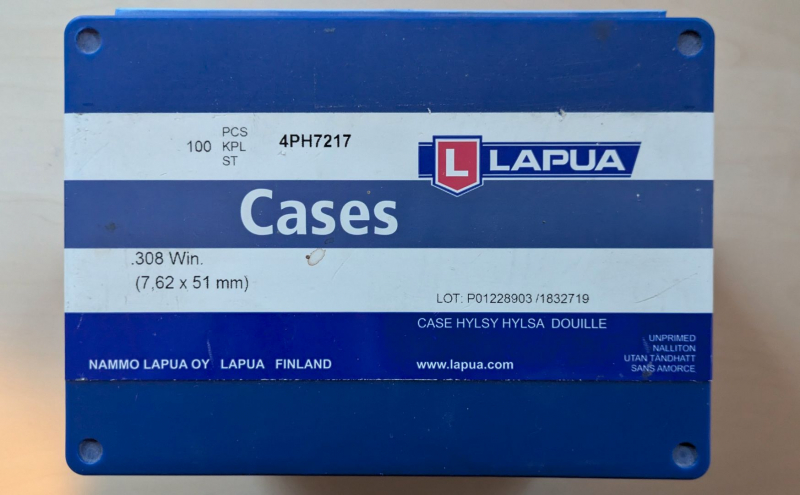 100 PCS
KPL
ST
4PH7217
L LAPUA
Cases
.308 Win.
(7,62 x 51 mm)
LOT: P01228903 /1832719
CASE HYLSY HYLSA DOUILLE
UNPRIMED
NALLITON
UTAN TÄNDHATT
SANS AMORCE
NAMMO LAPUA OY LAPUA FINLAND
www.lapua.com